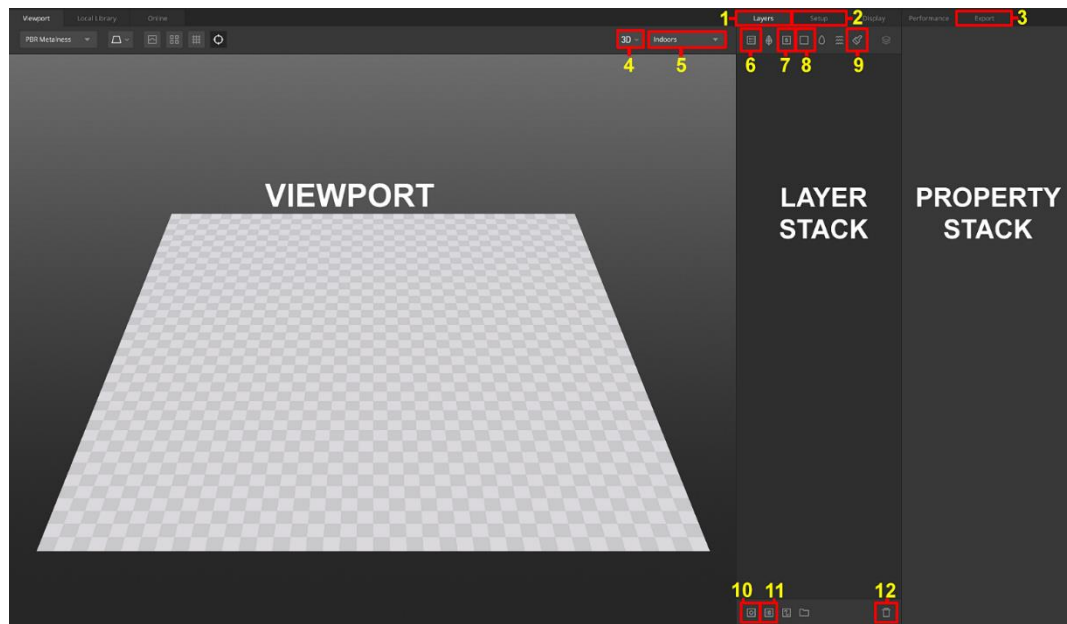 Viewport Local Library Online 1 Layers Setup 2 Display Performance Export 3
PBR Metalness 3D Indoors
4 5 6 7 8 9
VIEWPORT
LAYER
STACK
PROPERTY
STACK
10 11 12